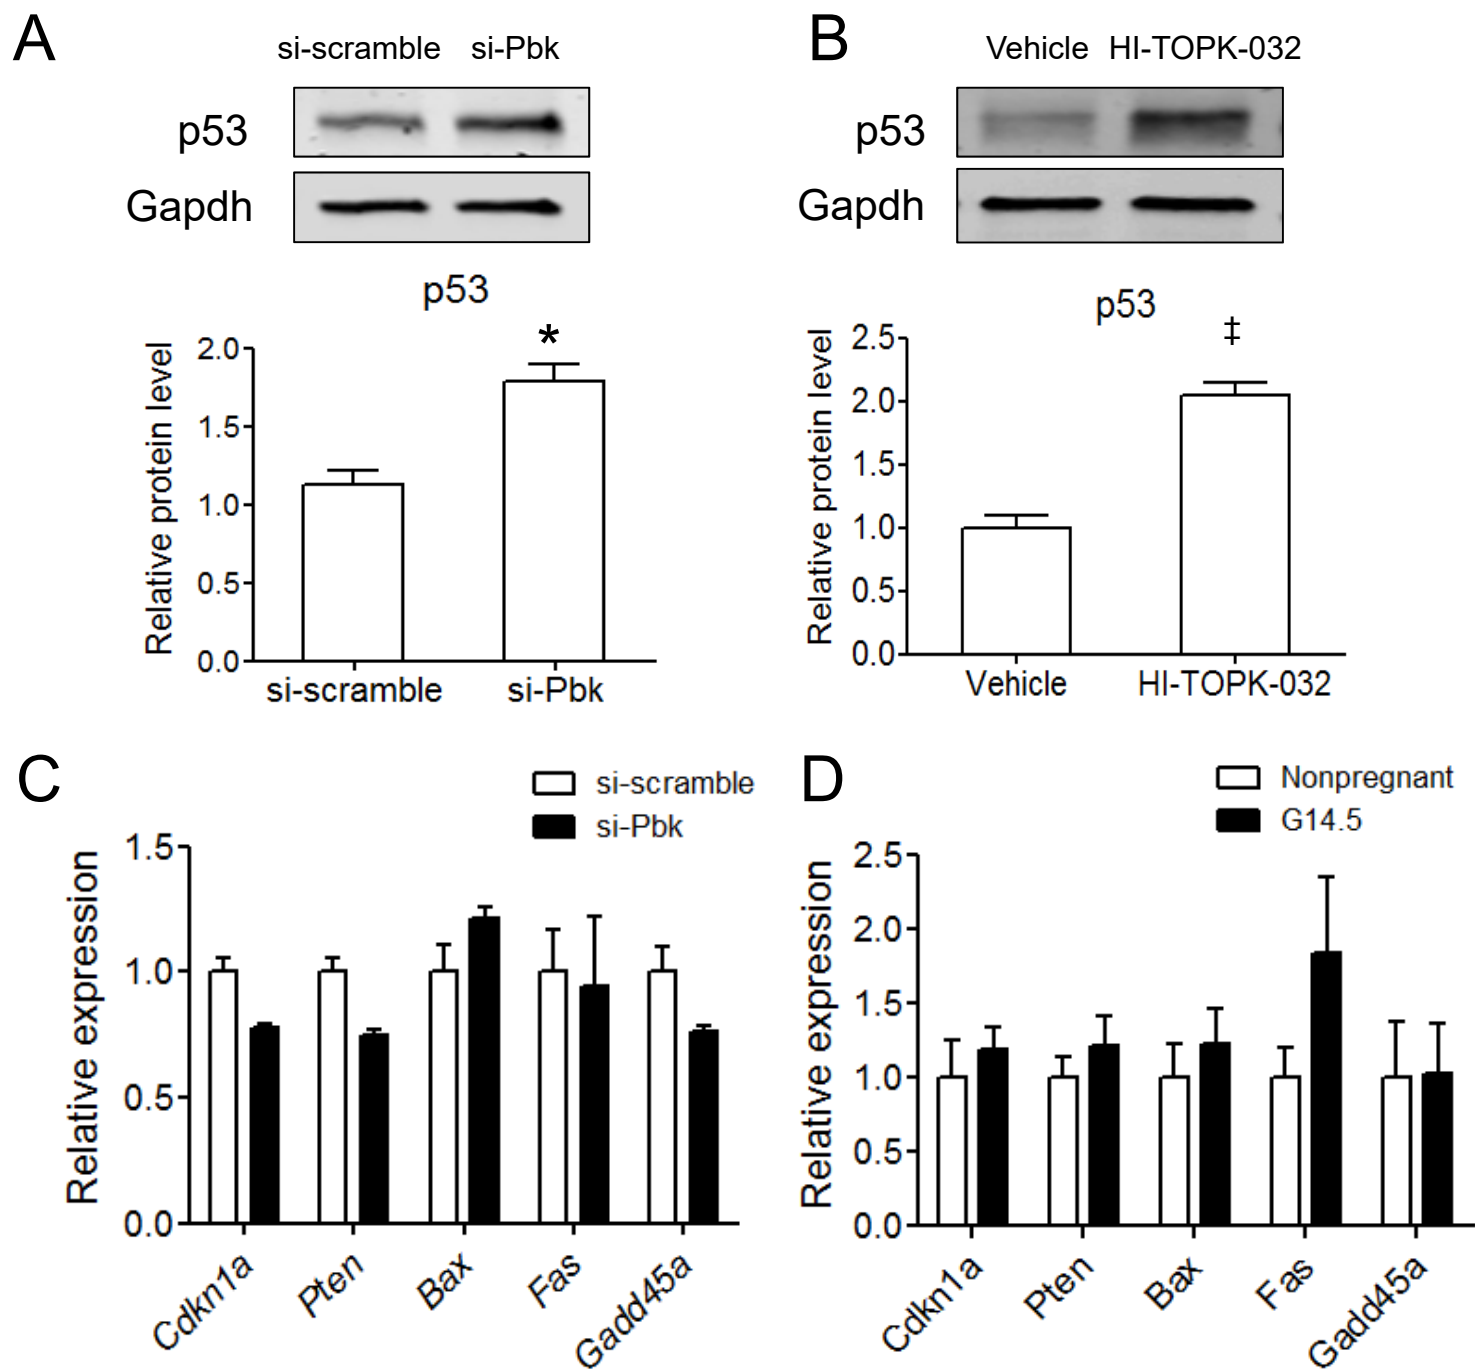 A
si-scramble si-Pbk
p53
Gapdh
p53
Relative protein level
2.0
1.5
1.0
0.5
0.0
si-scramble si-Pbk
*
B
Vehicle HI-TOPK-032
p53
Gapdh
p53
Relative protein level
2.5
2.0
1.5
1.0
0.5
0.0
Vehicle HI-TOPK-032
‡
C
si-scramble
si-Pbk
Relative expression
1.5
1.0
0.5
0.0
Cdkn1a Pten Bax Fas Gadd45a
D
Nonpregnant
G14.5
Relative expression
2.5
2.0
1.5
1.0
0.5
0.0
Cdkn1a Pten Bax Fas Gadd45a